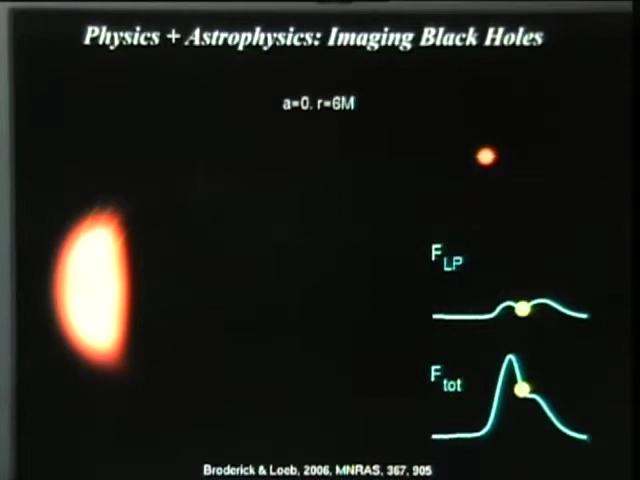 Physics + Astrophysics: Imaging Black Holes
a=0. r=6M
F_LP
F_tot
Broderick & Loeb, 2006, MNRAS, 367, 905